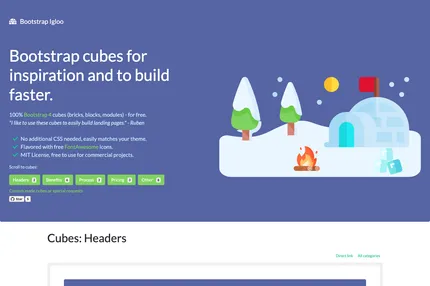 Bootstrap Igloo
Bootstrap cubes for
inspiration and to build
faster.
100% Bootstrap 4 cubes (bricks, blocks, modules) - for free.
"I like to use these cubes to easily build landing pages." - Ruben
No additional CSS needed, easily matches your theme.
Flavored with free FontAwesome icons.
MIT License, free to use for commercial projects.
Scroll to cubes:
Headers
Benefits
Process
Pricing
Other
Custom made cubes or special request?
Cubes: Headers
Direct link
All categories